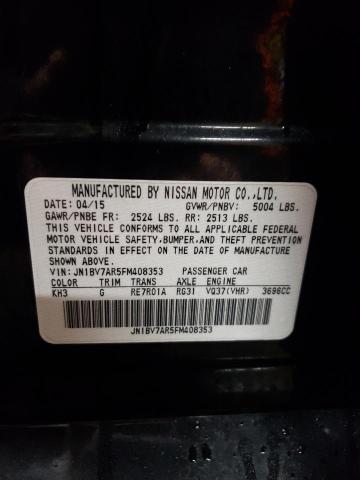 MANUFACTURED BY NISSAN MOTOR CO.,LTD.
DATE: 04/15 GVWR/PNBV: 5004 LBS.
GAWR/PNBE FR: 2524 LBS. RR: 2513 LBS.
THIS VEHICLE CONFORMS TO ALL APPLICABLE FEDERAL
MOTOR VEHICLE SAFETY,BUMPER,AND THEFT PREVENTION
STANDARDS IN EFFECT ON THE DATE OF MANUFACTURE
SHOWN ABOVE.
VIN: JN1BV7AR5FM408353 PASSENGER CAR
COLOR TRIM TRANS AXLE ENGINE
KH3 G RE7R01A RG31 VQ37(VHR) 3696CC
JN1BV7AR5FM408353